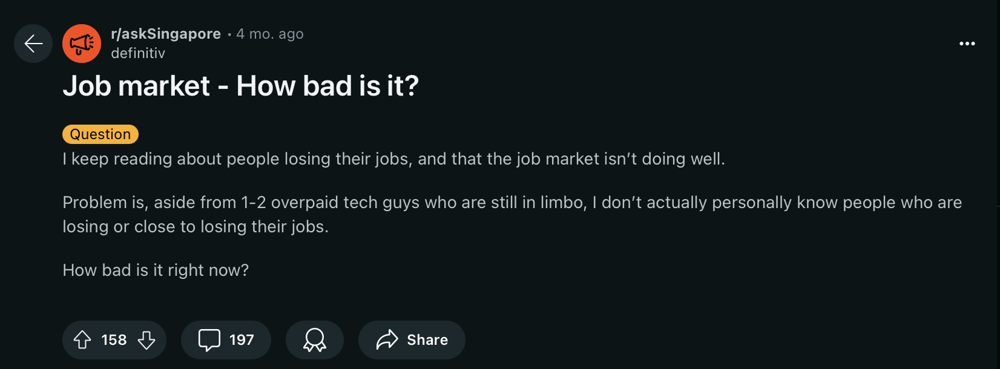 r/askSingapore • 4 mo. ago
definitiv
Job market - How bad is it?
Question
I keep reading about people losing their jobs, and that the job market isn’t doing well.
Problem is, aside from 1-2 overpaid tech guys who are still in limbo, I don’t actually personally know people who are
losing or close to losing their jobs.
How bad is it right now?
158 197 Share